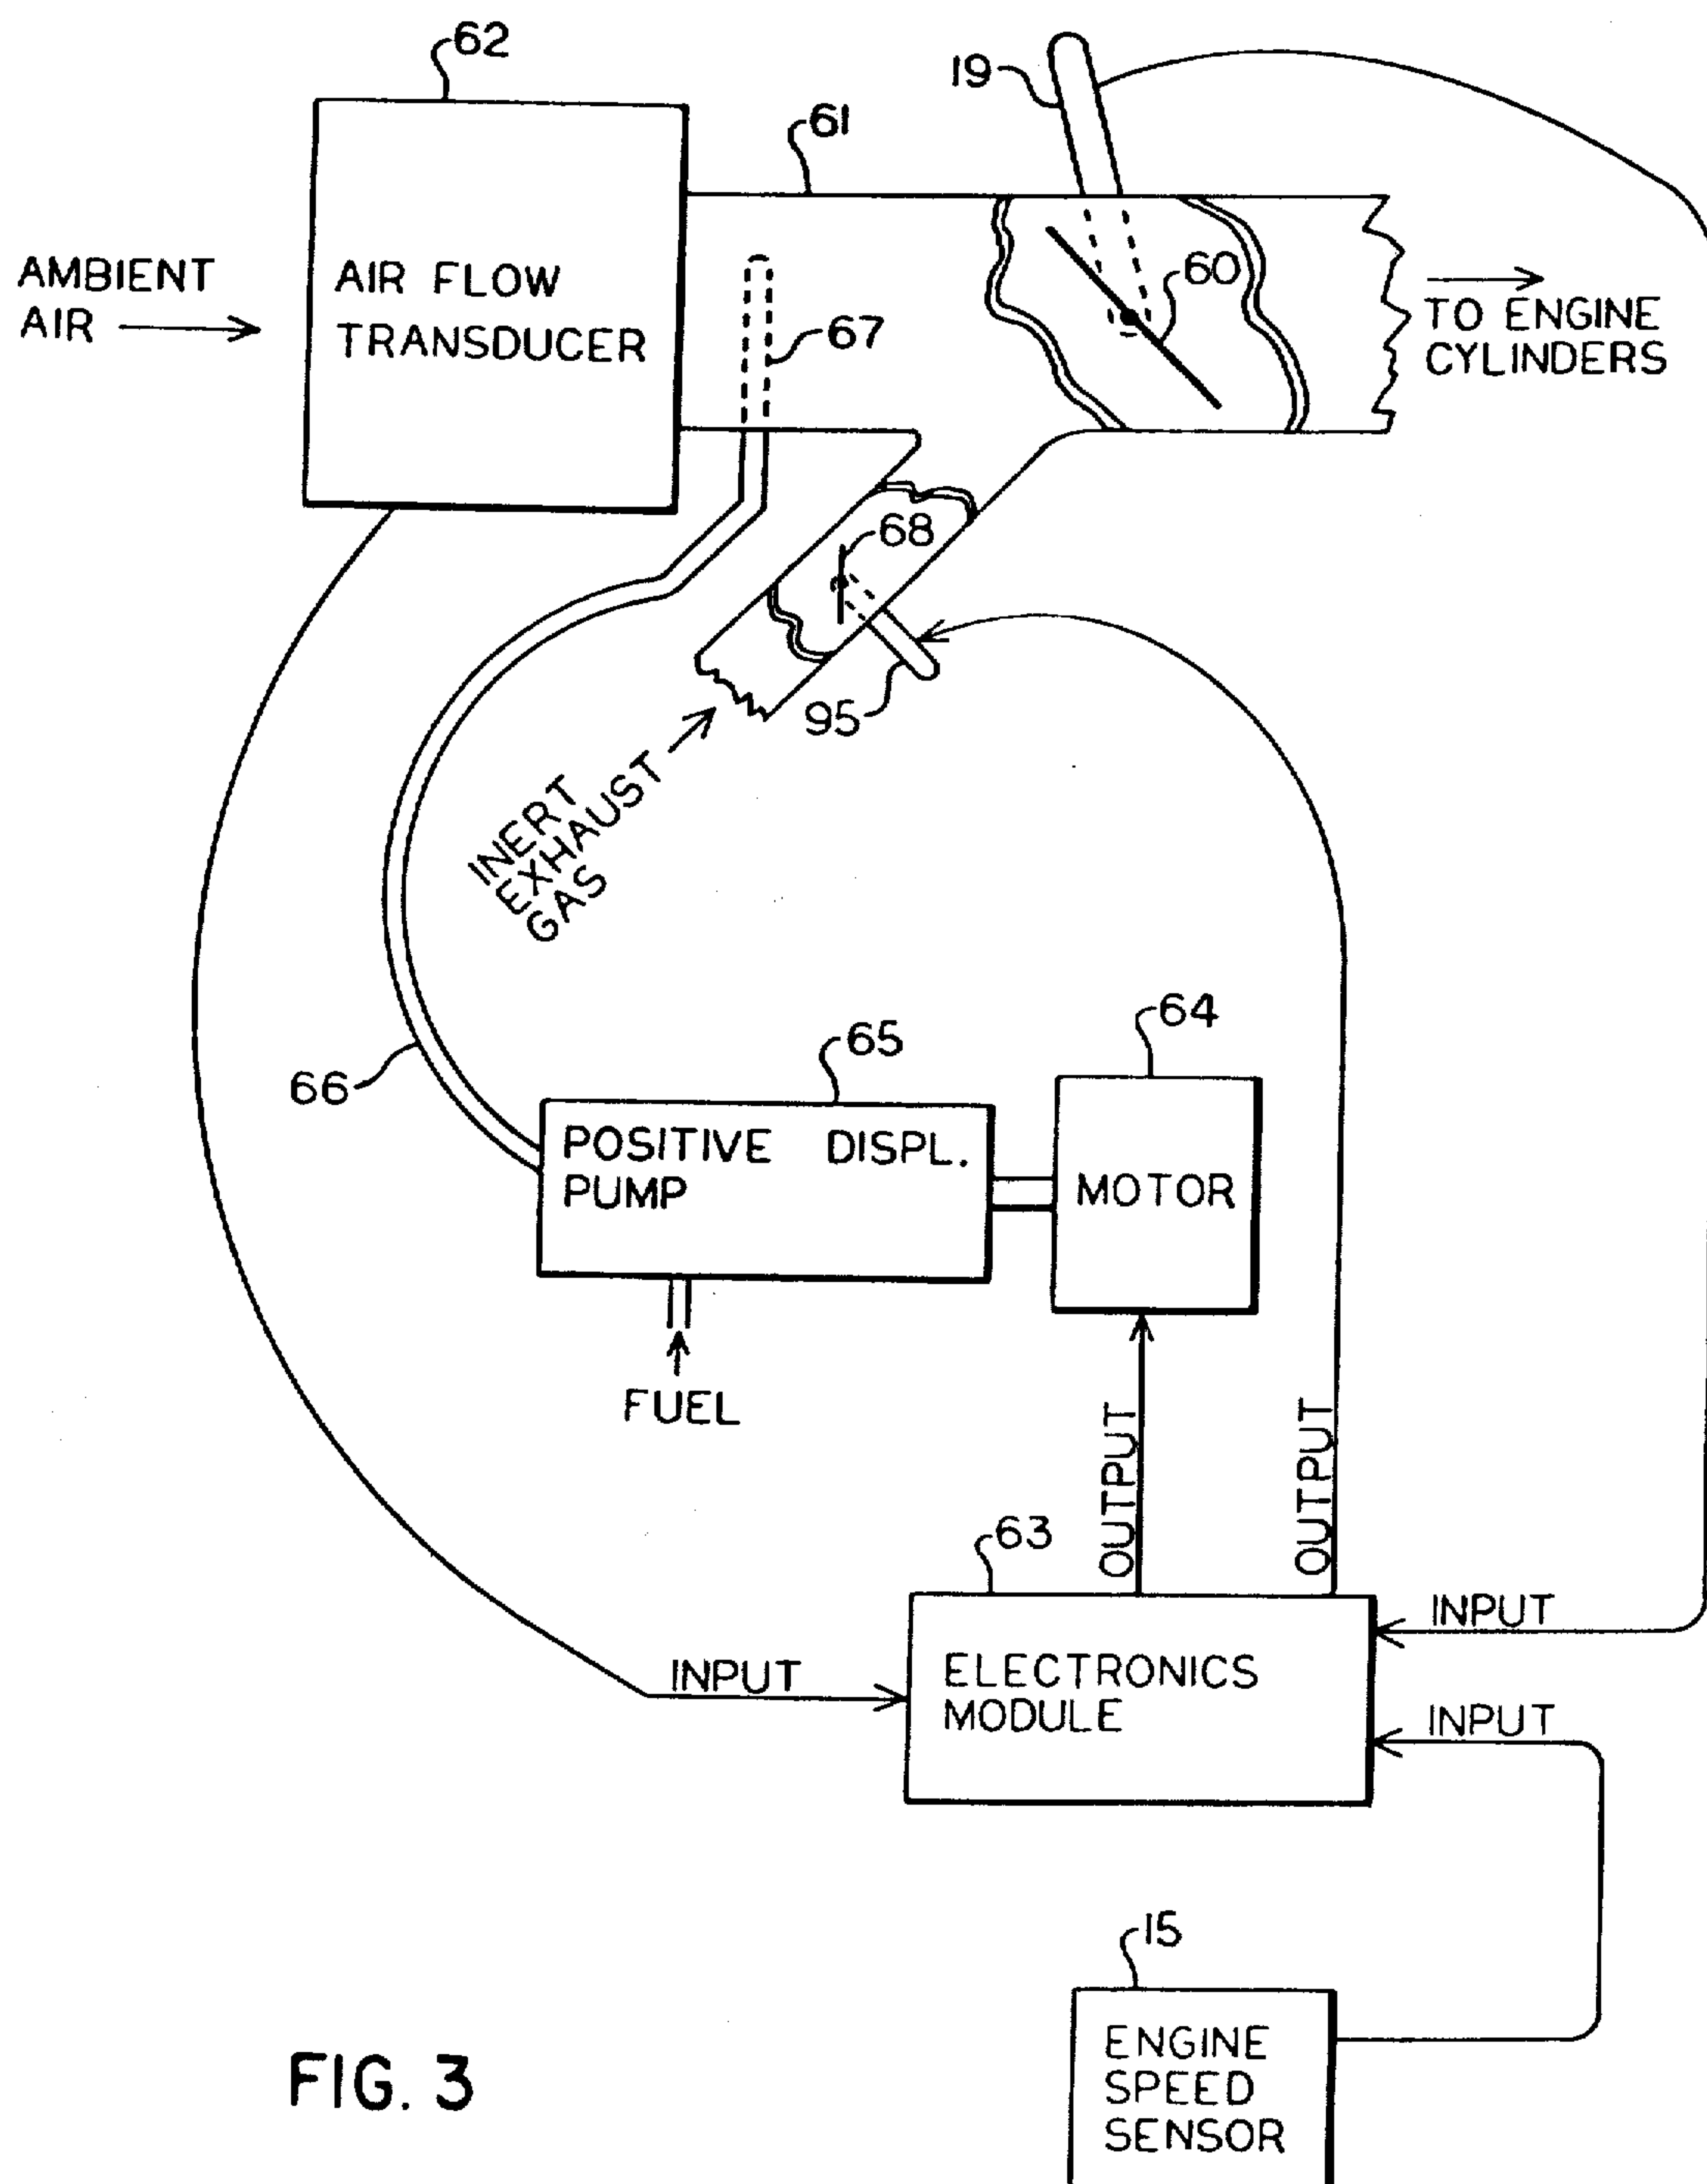 62
19
61
AMBIENT
AIR
AIR FLOW
TRANSDUCER
67
60
TO ENGINE
CYLINDERS
68
95
INERT
EXHAUST
GAS
64
65
66
POSITIVE DISPL.
PUMP
MOTOR
FUEL
OUTPUT
OUTPUT
63
INPUT
INPUT
ELECTRONICS
MODULE
INPUT
15
ENGINE
SPEED
SENSOR
FIG. 3